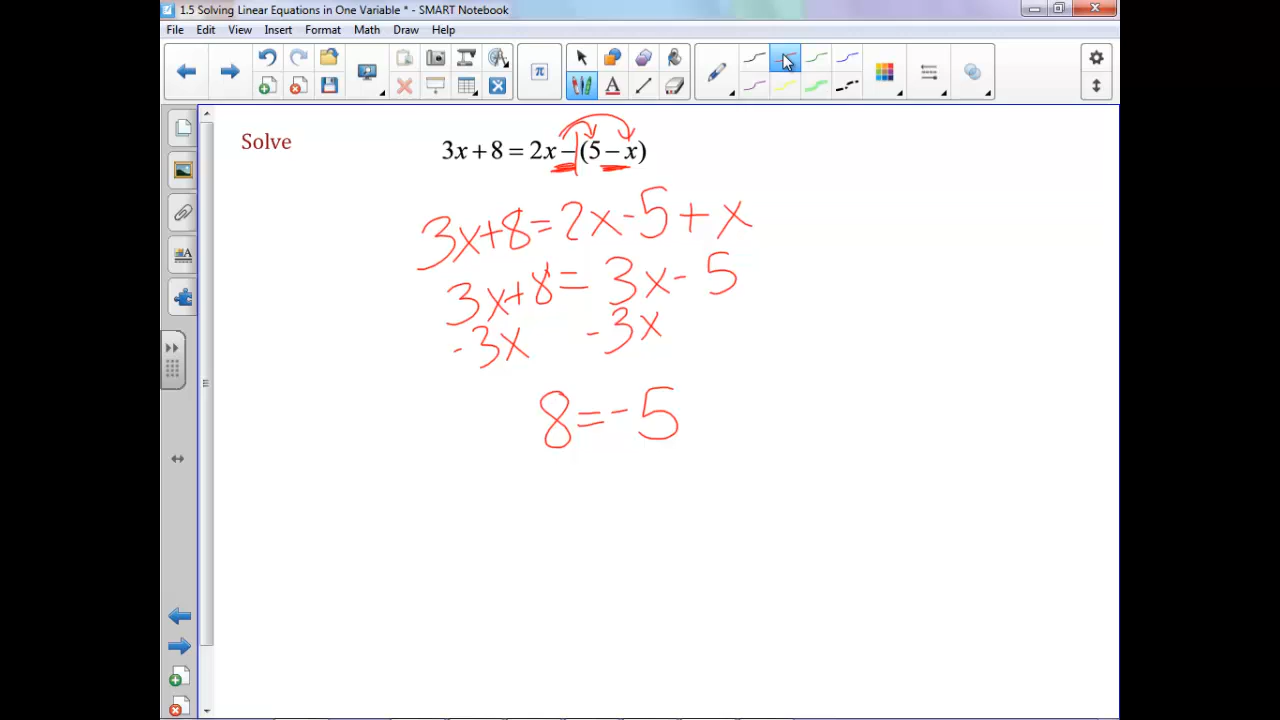 1.5 Solving Linear Equations in One Variable * - SMART Notebook
File Edit View Insert Format Math Draw Help
π
A
Solve
3x + 8 = 2x − (5 − x)
3x+8=2x-5+x
3x+8=3x-5
-3x -3x
8=-5